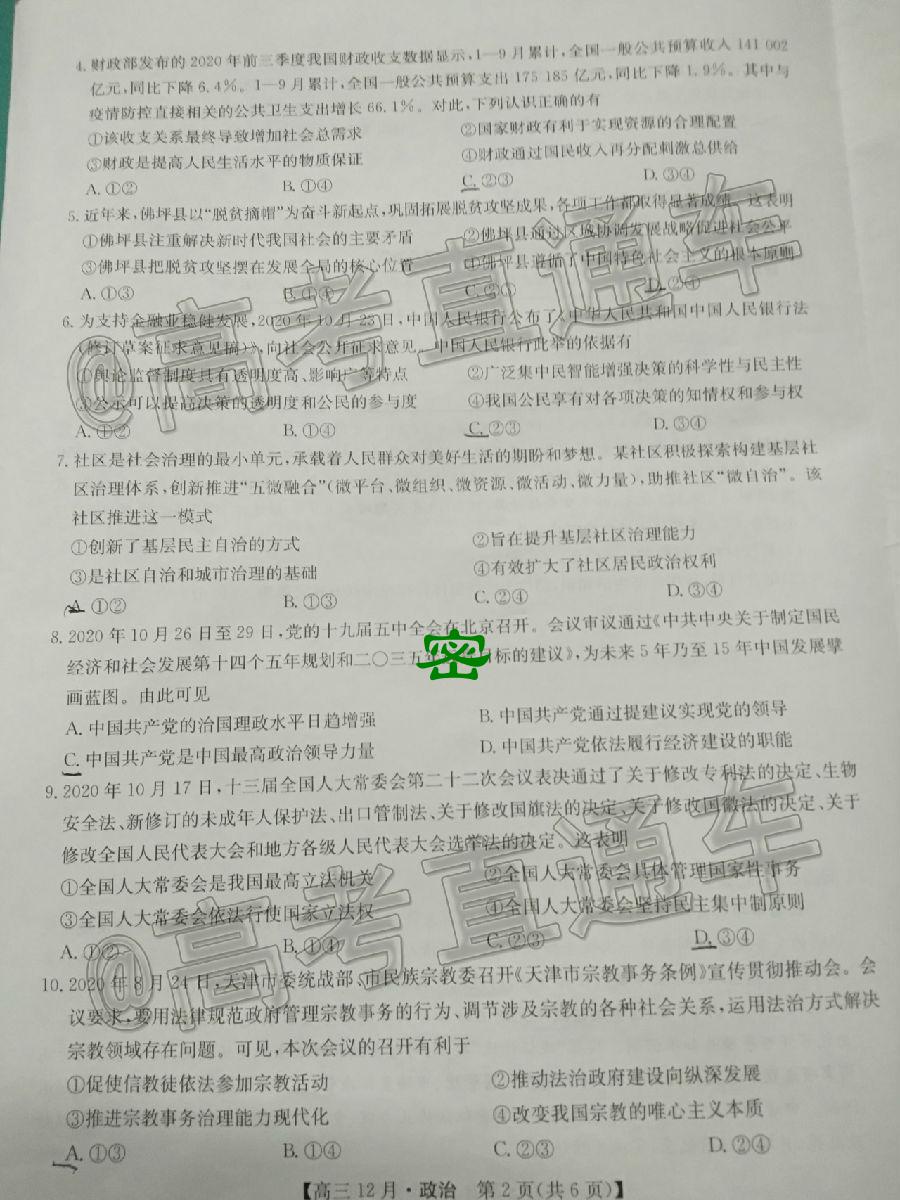 4. 财政部发布的 2020 年前三季度我国财政收支数据显示,1—9 月累计,全国一般公共预算收入 141 002
亿元,同比下降 6.4%。1—9 月累计,全国一般公共预算支出 175 185 亿元,同比下降 1.9%。其中与
疫情防控直接相关的公共卫生支出增长 66.1%。对此,下列认识正确的有
①该收支关系最终导致增加社会总需求 ②国家财政有利于实现资源的合理配置
③财政是提高人民生活水平的物质保证 ④财政通过国民收入再分配刺激总供给
A. ①② B. ①④ C. ②③ D. ③④
5. 近年来,佛坪县以“脱贫摘帽”为奋斗新起点,巩固拓展脱贫攻坚成果,各项工作都取得显著成绩。这表明
①佛坪县注重解决新时代我国社会的主要矛盾 ②佛坪县通过区域协调发展战略促进社会公平
③佛坪县把脱贫攻坚摆在发展全局的核心位置 ④佛坪县遵循了中国特色社会主义的根本原则
A. ①③ B. ①④ C. ②③ D. ②④
6. 为支持金融业稳健发展,2020 年 10 月 23 日,中国人民银行公布了《中华人民共和国中国人民银行法
(修订草案征求意见稿)》,向社会公开征求意见。中国人民银行此举的依据有
①舆论监督制度具有透明度高、影响广等特点 ②广泛集中民智能增强决策的科学性与民主性
③公示可以提高决策的透明度和公民的参与度 ④我国公民享有对各项决策的知情权和参与权
A. ①② B. ①④ C. ②③ D. ③④
7. 社区是社会治理的最小单元,承载着人民群众对美好生活的期盼和梦想。某社区积极探索构建基层社
区治理体系,创新推进“五微融合”(微平台、微组织、微资源、微活动、微力量),助推社区“微自治”。该
社区推进这一模式
①创新了基层民主自治的方式 ②旨在提升基层社区治理能力
③是社区自治和城市治理的基础 ④有效扩大了社区居民政治权利
A. ①② B. ①③ C. ②④ D. ③④
8. 2020 年 10 月 26 日至 29 日,党的十九届五中全会在北京召开。会议审议通过《中共中央关于制定国民
经济和社会发展第十四个五年规划和二〇三五年 目标的建议》,为未来 5 年乃至 15 年中国发展擘
画蓝图。由此可见
密
A. 中国共产党的治国理政水平日趋增强 B. 中国共产党通过提建议实现党的领导
C. 中国共产党是中国最高政治领导力量 D. 中国共产党依法履行经济建设的职能
9. 2020 年 10 月 17 日,十三届全国人大常委会第二十二次会议表决通过了关于修改专利法的决定、生物
安全法、新修订的未成年人保护法、出口管制法、关于修改国旗法的决定、关于修改国徽法的决定、关于
修改全国人民代表大会和地方各级人民代表大会选举法的决定。这表明
①全国人大常委会是我国最高立法机关 ②全国人大常委会具体管理国家性事务
③全国人大常委会依法行使国家立法权 ④全国人大常委会坚持民主集中制原则
A. ①② B. ①④ C. ②③ D. ③④
10. 2020 年 8 月 24 日,天津市委统战部、市民族宗教委召开《天津市宗教事务条例》宣传贯彻推动会。会
议要求,要用法律规范政府管理宗教事务的行为、调节涉及宗教的各种社会关系,运用法治方式解决
宗教领域存在问题。可见,本次会议的召开有利于
①促使信教徒依法参加宗教活动 ②推动法治政府建设向纵深发展
③推进宗教事务治理能力现代化 ④改变我国宗教的唯心主义本质
A. ①③ B. ①④ C. ②③ D. ②④
【高三 12 月·政治 第 2 页(共 6 页)】
@高考直通车
@高考直通车